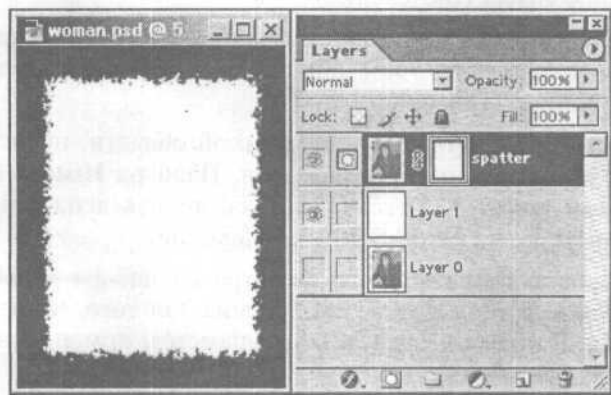 woman.psd @ 5.
Layers
Normal Opacity: 100%
Lock: Fill: 100%
spatter
Layer 1
Layer 0